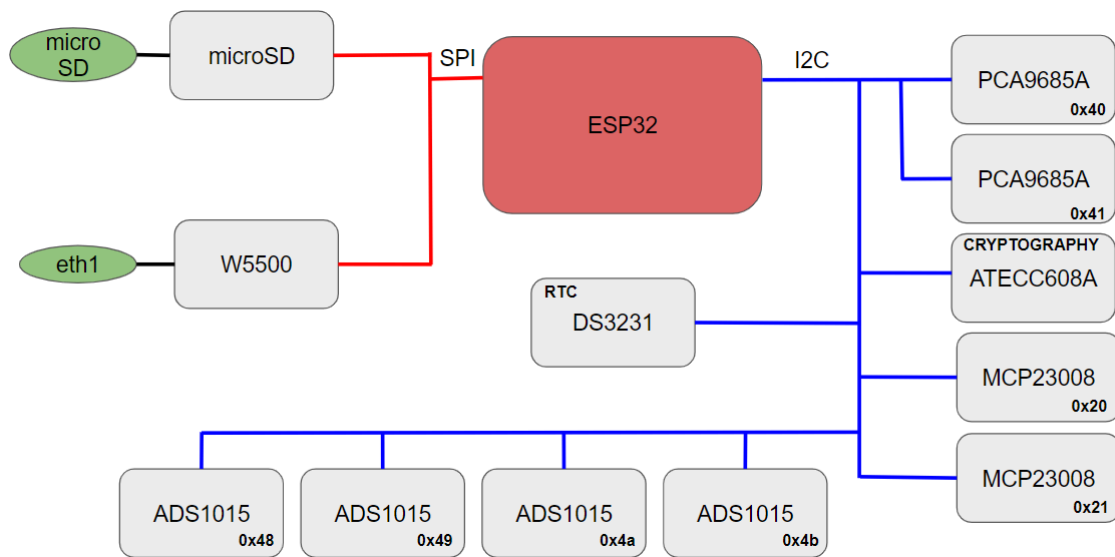 micro
SD
microSD
SPI
ESP32
I2C
PCA9685A
0x40
PCA9685A
0x41
eth1
W5500
CRYPTOGRAPHY
ATECC608A
RTC
DS3231
MCP23008
0x20
MCP23008
0x21
ADS1015
0x48
ADS1015
0x49
ADS1015
0x4a
ADS1015
0x4b